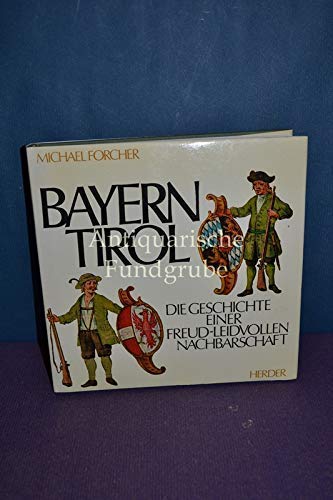 MICHAEL FORCHER
BAYERN
TIROL
Antiquarische
Fundgrube
DIE GESCHICHTE
EINER
FREUD-LEIDVOLLEN
NACHBARSCHAFT
HERDER